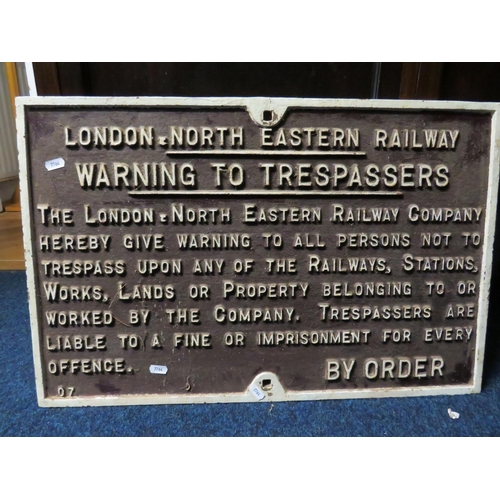 LONDON & NORTH EASTERN RAILWAY
WARNING TO TRESPASSERS
THE LONDON & NORTH EASTERN RAILWAY COMPANY
HEREBY GIVE WARNING TO ALL PERSONS NOT TO
TRESPASS UPON ANY OF THE RAILWAYS, STATIONS,
WORKS, LANDS OR PROPERTY BELONGING TO OR
WORKED BY THE COMPANY. TRESPASSERS ARE
LIABLE TO A FINE OR IMPRISONMENT FOR EVERY
OFFENCE.
BY ORDER